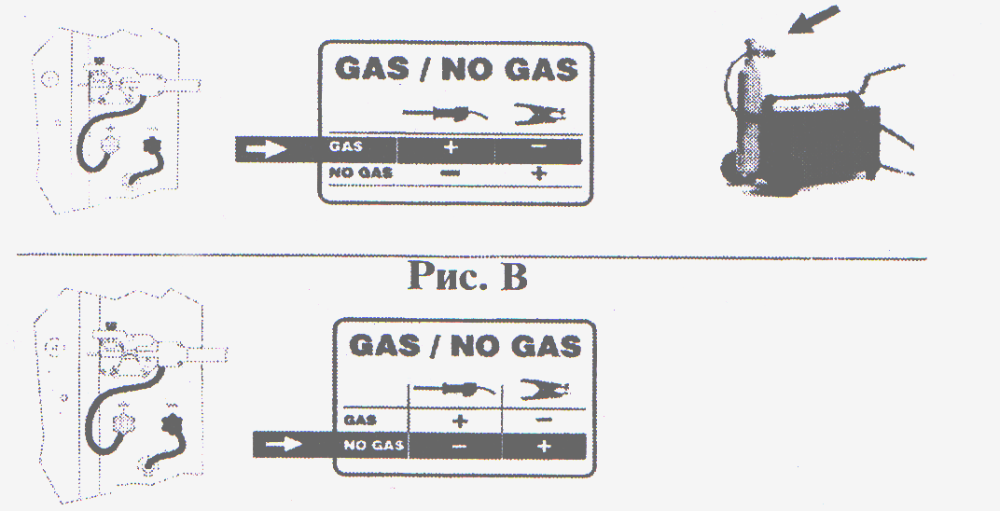 GAS / NO GAS
GAS + −
NO GAS − +
Рис. В
GAS / NO GAS
GAS + −
NO GAS − +